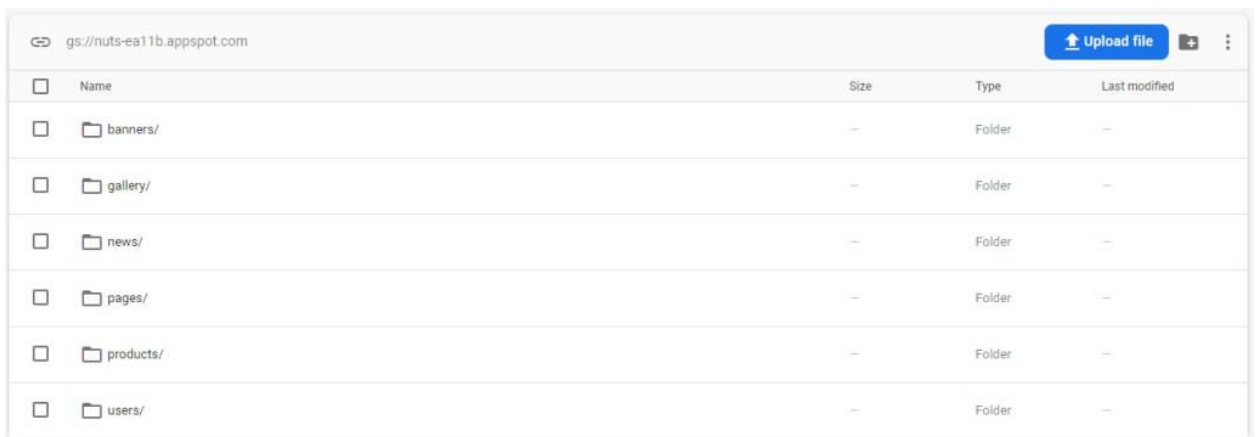 gs://nuts-ea11b.appspot.com Upload file
Name Size Type Last modified
banners/ — Folder —
gallery/ — Folder —
news/ — Folder —
pages/ — Folder —
products/ — Folder —
users/ — Folder —